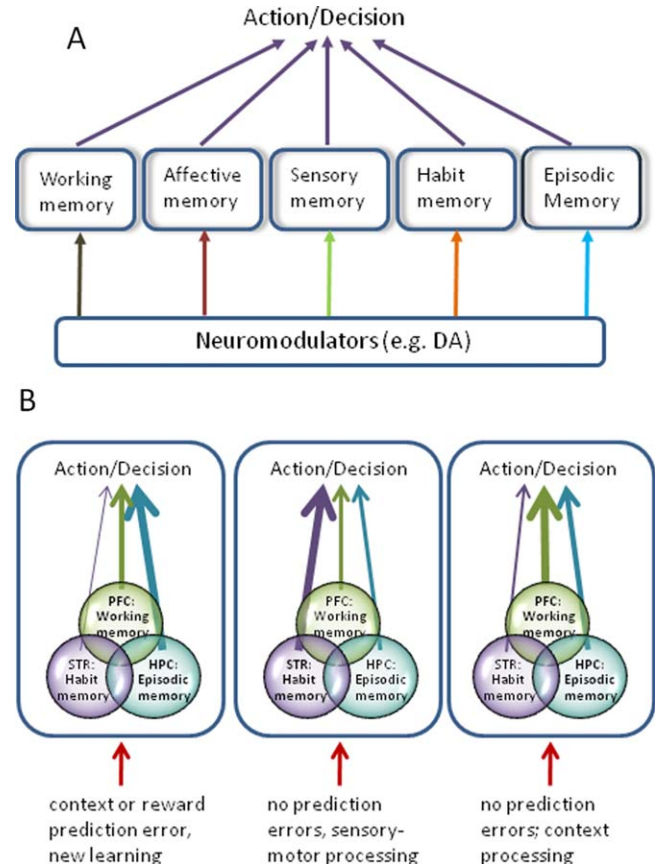 Action/Decision
A
Working
memory
Affective
memory
Sensory
memory
Habit
memory
Episodic
Memory
Neuromodulators (e.g. DA)
B
Action/Decision
PFC:
Working
memory
STR:
Habit
memory
HPC:
Episodic
memory
context or reward
prediction error,
new learning
Action/Decision
PFC:
Working
memory
STR:
Habit
memory
HPC:
Episodic
memory
no prediction
errors, sensory-
motor processing
Action/Decision
PFC:
Working
memory
STR:
Habit
memory
HPC:
Episodic
memory
no prediction
errors; context
processing